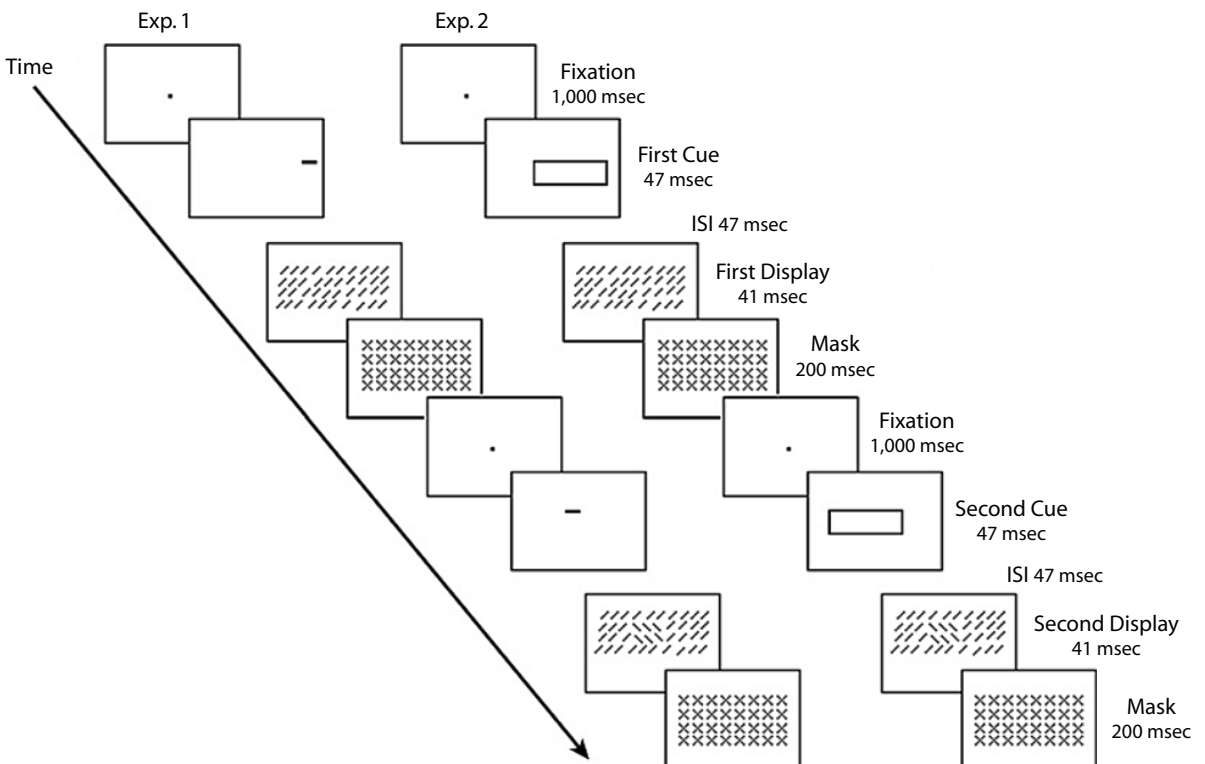 Exp. 1
Exp. 2
Time
Fixation
1,000 msec
First Cue
47 msec
ISI 47 msec
First Display
41 msec
Mask
200 msec
Fixation
1,000 msec
Second Cue
47 msec
ISI 47 msec
Second Display
41 msec
Mask
200 msec